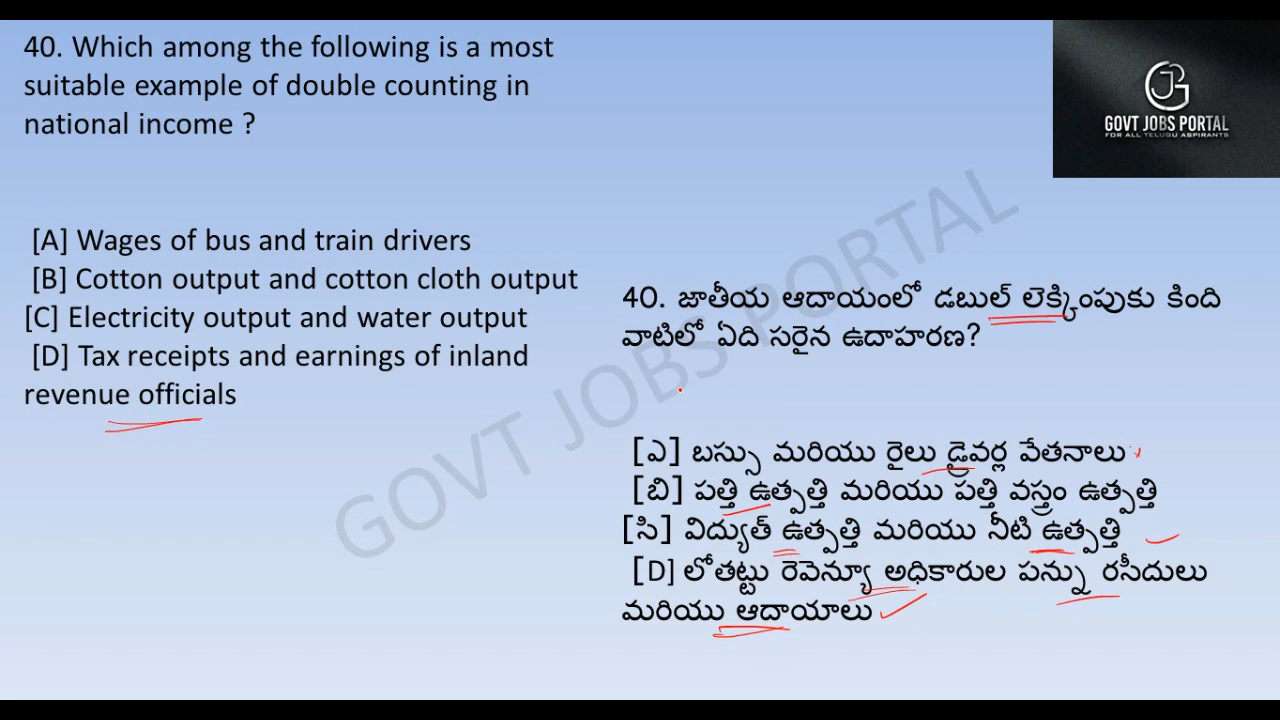 40. Which among the following is a most
suitable example of double counting in
national income ?
[A] Wages of bus and train drivers
[B] Cotton output and cotton cloth output
[C] Electricity output and water output
[D] Tax receipts and earnings of inland
revenue officials
GOVT JOBS PORTAL
FOR ALL TELUGU ASPIRANTS
40. జాతీయ ఆదాయంలో డబుల్ లెక్కింపుకు కింది
వాటిలో ఏది సరైన ఉదాహరణ?
[ఎ] బస్సు మరియు రైలు డ్రైవర్ల వేతనాలు
[బి] పత్తి ఉత్పత్తి మరియు పత్తి వస్త్రం ఉత్పత్తి
[సి] విద్యుత్ ఉత్పత్తి మరియు నీటి ఉత్పత్తి
[D] లోతట్టు రెవెన్యూ అధికారుల పన్ను రసీదులు
మరియు ఆదాయాలు
GOVT JOBS PORTAL